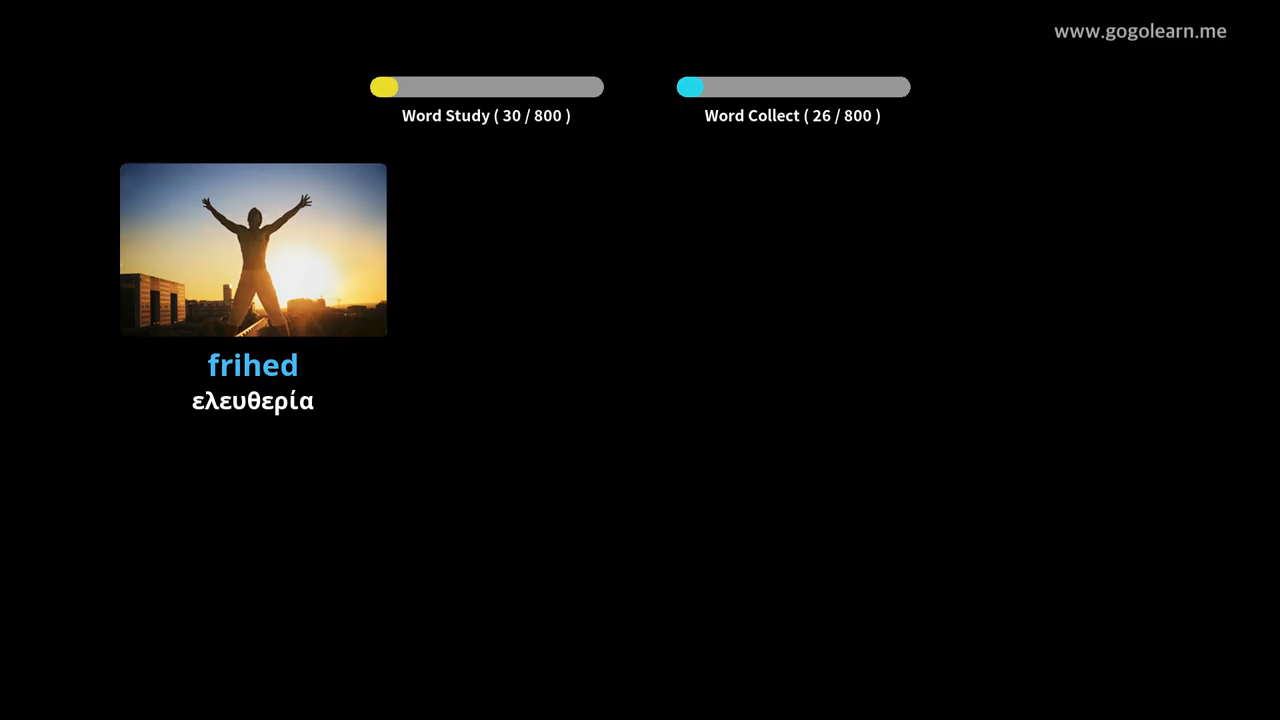 www.gogolearn.me
Word Study ( 30 / 800 )
Word Collect ( 26 / 800 )
frihed
ελευθερία